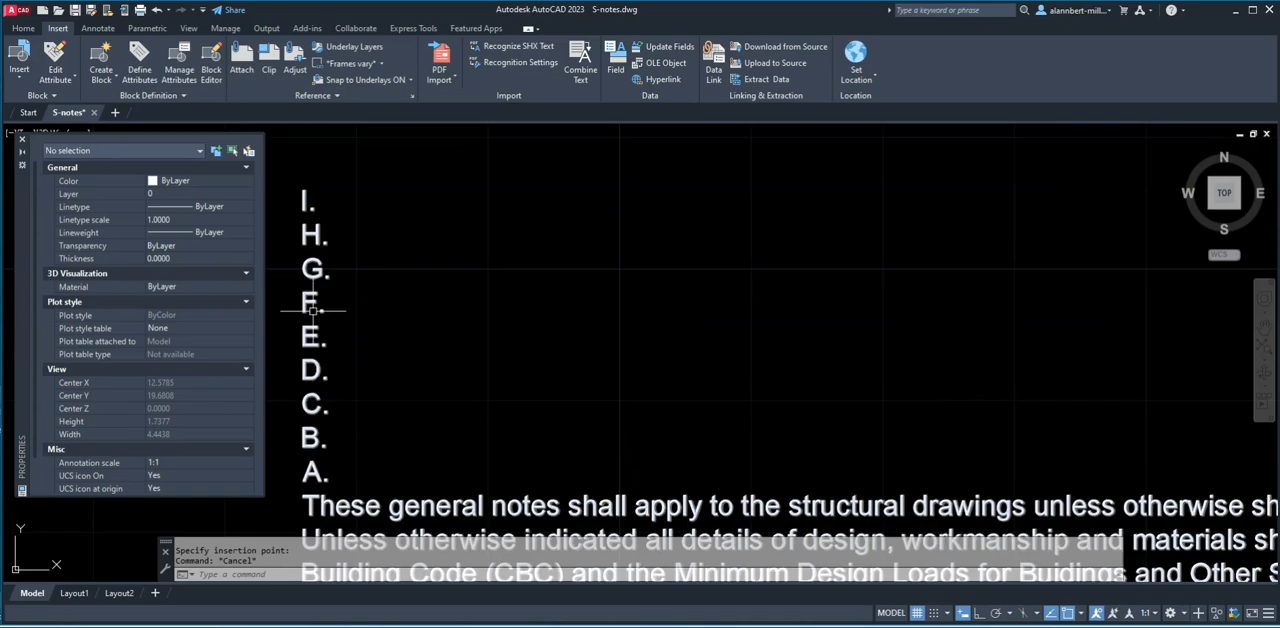 CAD
Share
Autodesk AutoCAD 2023 S-notes.dwg
Type a keyword or phrase
alannbert-mill...
Home Insert Annotate Parametric View Manage Output Add-ins Collaborate Express Tools Featured Apps
Insert
Edit Attribute
Create Block
Define Attributes
Manage Attributes
Block Editor
Attach
Clip
Adjust
Underlay Layers
*Frames vary*
Snap to Underlays ON
PDF Import
Recognize SHX Text
Recognition Settings
Combine Text
Field
Update Fields
OLE Object
Hyperlink
Data Link
Download from Source
Upload to Source
Extract Data
Set Location
Block Block Definition Reference Import Data Linking & Extraction Location
Start S-notes*
No selection
General
Color ByLayer
Layer 0
Linetype ByLayer
Linetype scale 1.0000
Lineweight ByLayer
Transparency ByLayer
Thickness 0.0000
3D Visualization
Material ByLayer
Plot style
Plot style ByColor
Plot style table None
Plot table attached to Model
Plot table type Not available
View
Center X 12.5785
Center Y 19.6808
Center Z 0.0000
Height 1.7377
Width 4.4438
Misc
Annotation scale 1:1
UCS icon On Yes
UCS icon at origin Yes
PROPERTIES
I.
H.
G.
F.
E.
D.
C.
B.
A.
These general notes shall apply to the structural drawings unless otherwise sh
Unless otherwise indicated all details of design, workmanship and materials sh
Building Code (CBC) and the Minimum Design Loads for Buidings and Other S
N
W TOP E
S
WCS
Specify insertion point:
Command: *Cancel*
Type a command
Y
X
Model Layout1 Layout2
MODEL 1:1